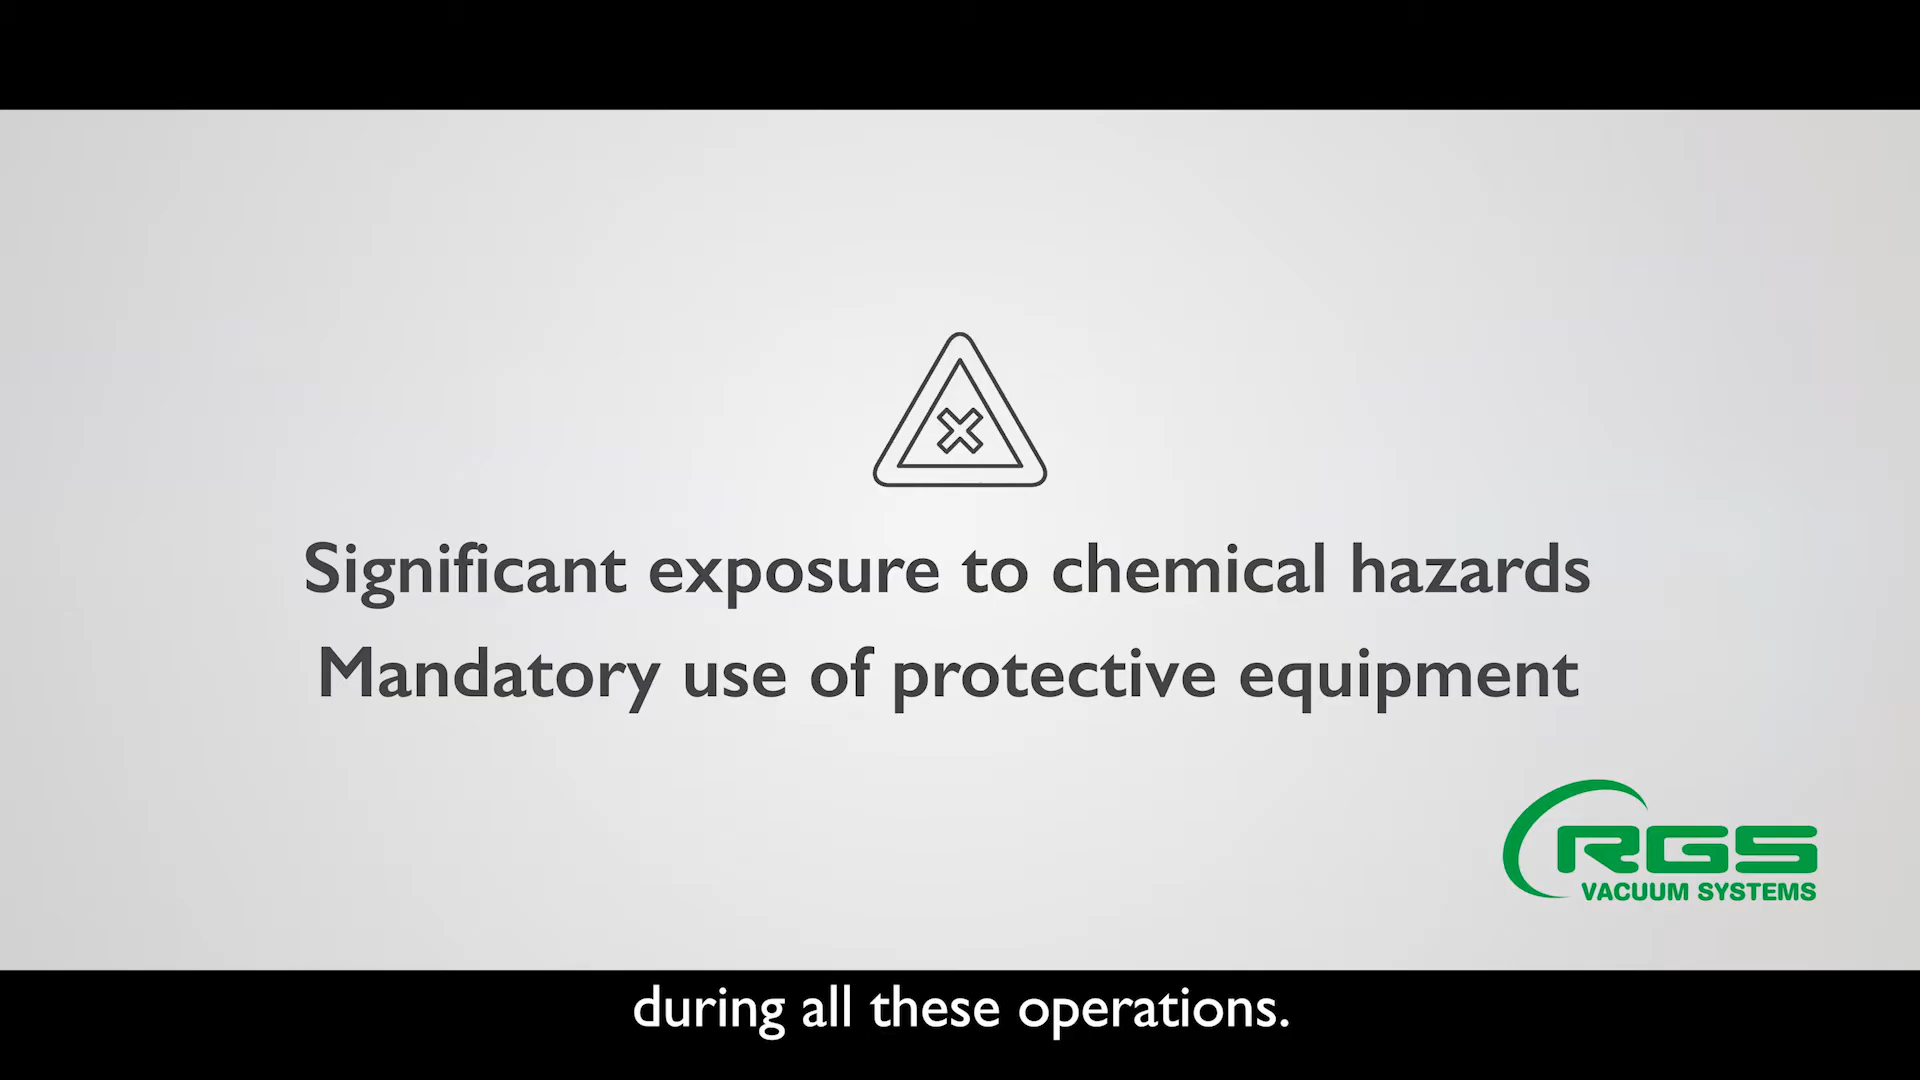 Significant exposure to chemical hazards
Mandatory use of protective equipment
RGS
VACUUM SYSTEMS
during all these operations.